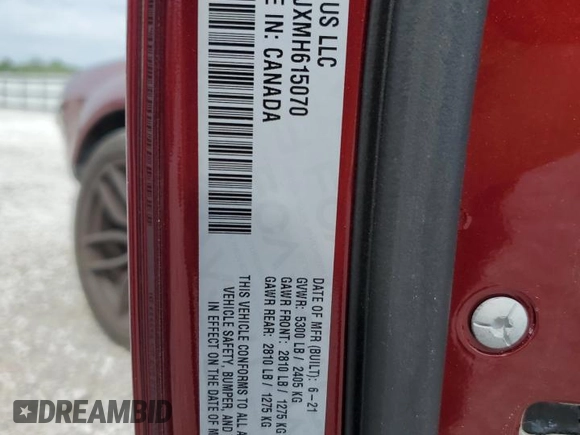 US LLC
JXMH615070
E IN: CANADA
DATE OF MFR (BUILT): 6-21
GVWR: 5300 LB / 2405 KG
GAWR FRONT: 2810 LB / 1275 KG
GAWR REAR: 2810 LB / 1275 KG
THIS VEHICLE CONFORMS TO ALL A
VEHICLE SAFETY, BUMPER, AND
IN EFFECT ON THE DATE OF M
DREAMBID